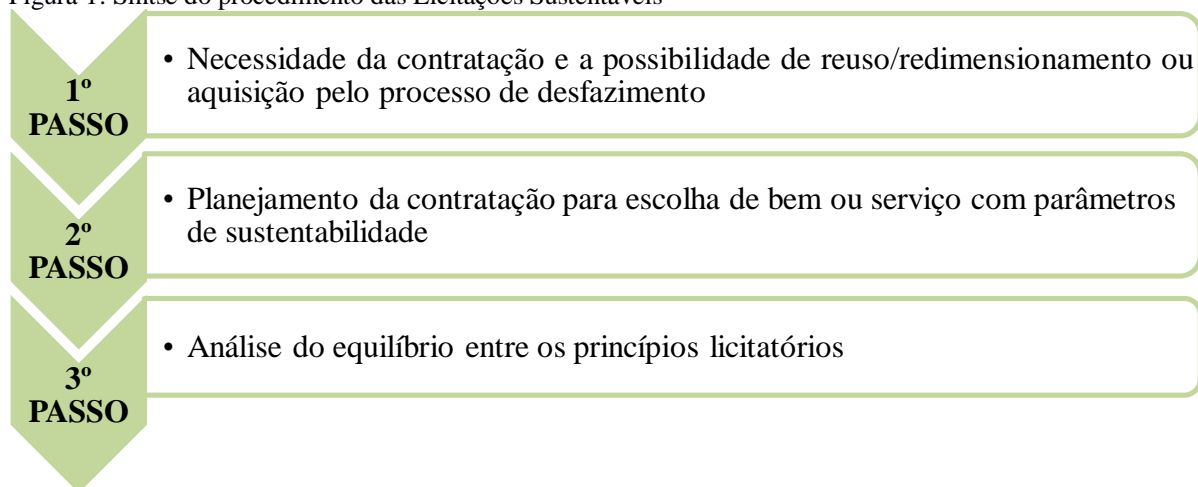 Figura 1: Síntse do procedimento das Licitações Sustentáveis
1º
PASSO
• Necessidade da contratação e a possibilidade de reuso/redimensionamento ou
aquisição pelo processo de desfazimento
2º
PASSO
• Planejamento da contratação para escolha de bem ou serviço com parâmetros
de sustentabilidade
3º
PASSO
• Análise do equilíbrio entre os princípios licitatórios